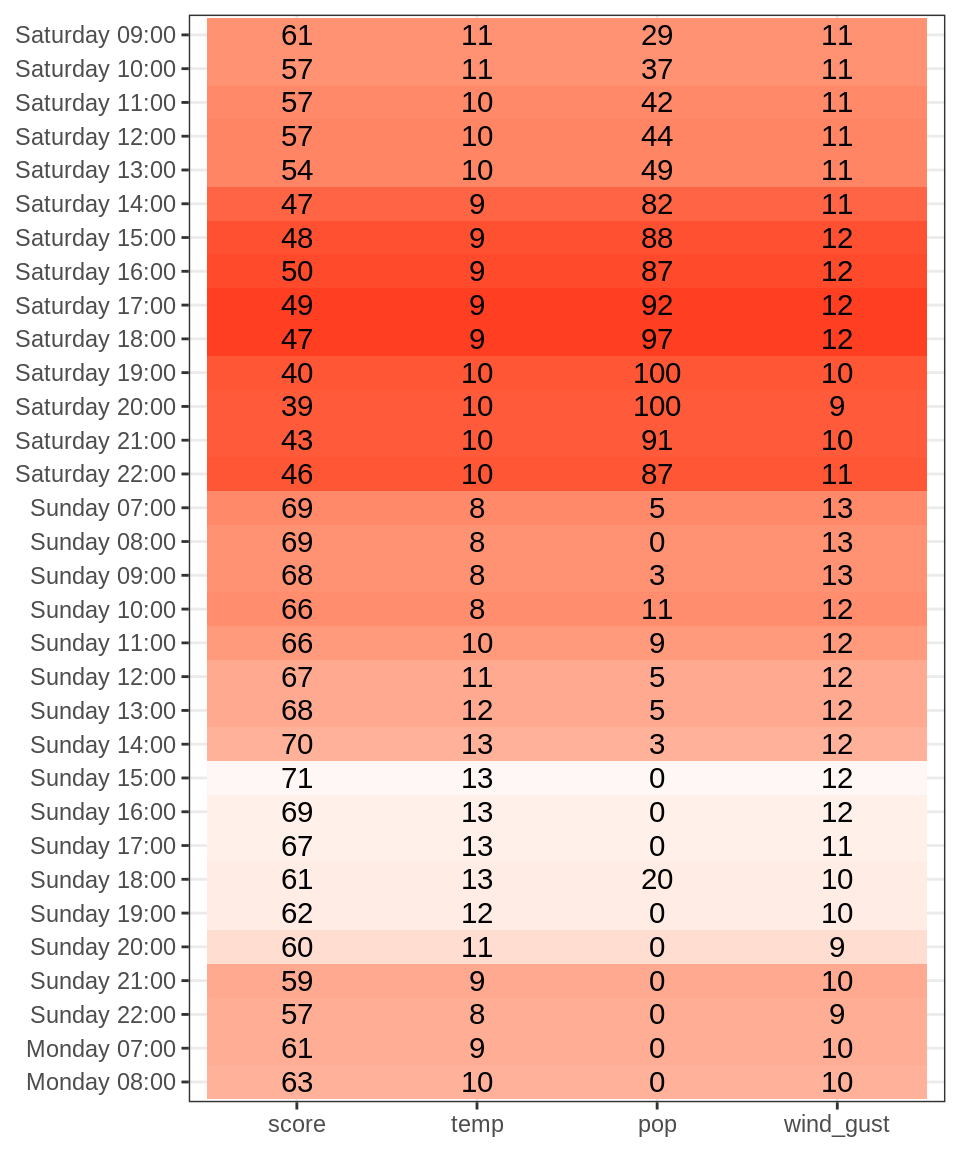 Saturday 09:00 61 11 29 11
Saturday 10:00 57 11 37 11
Saturday 11:00 57 10 42 11
Saturday 12:00 57 10 44 11
Saturday 13:00 54 10 49 11
Saturday 14:00 47 9 82 11
Saturday 15:00 48 9 88 12
Saturday 16:00 50 9 87 12
Saturday 17:00 49 9 92 12
Saturday 18:00 47 9 97 12
Saturday 19:00 40 10 100 10
Saturday 20:00 39 10 100 9
Saturday 21:00 43 10 91 10
Saturday 22:00 46 10 87 11
Sunday 07:00 69 8 5 13
Sunday 08:00 69 8 0 13
Sunday 09:00 68 8 3 13
Sunday 10:00 66 8 11 12
Sunday 11:00 66 10 9 12
Sunday 12:00 67 11 5 12
Sunday 13:00 68 12 5 12
Sunday 14:00 70 13 3 12
Sunday 15:00 71 13 0 12
Sunday 16:00 69 13 0 12
Sunday 17:00 67 13 0 11
Sunday 18:00 61 13 20 10
Sunday 19:00 62 12 0 10
Sunday 20:00 60 11 0 9
Sunday 21:00 59 9 0 10
Sunday 22:00 57 8 0 9
Monday 07:00 61 9 0 10
Monday 08:00 63 10 0 10
score temp pop wind_gust